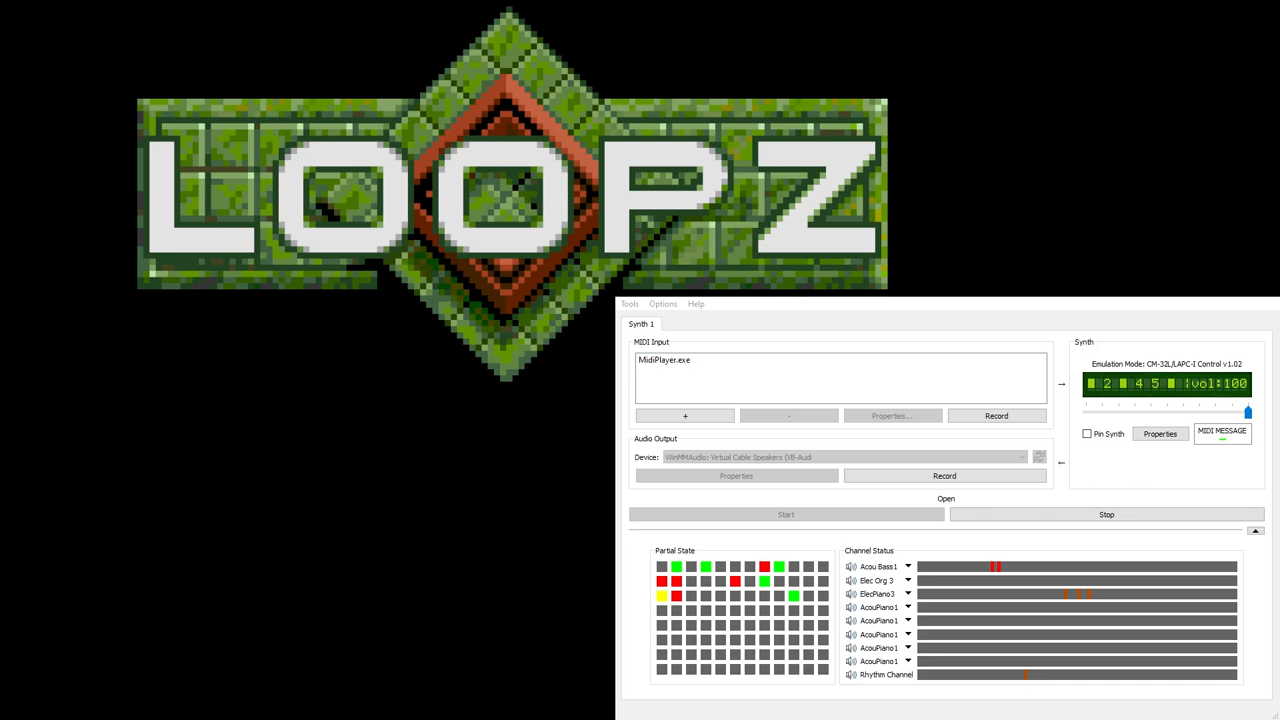 LOOPZ
Tools Options Help
Synth 1
MIDI Input
MidiPlayer.exe
+ - Properties... Record
Synth
Emulation Mode: CM-32L/LAPC-I Control v1.02
2 4 5 |vol:100
Pin Synth Properties MIDI MESSAGE
Audio Output
Device: WinMMAudio: Virtual Cable Speakers (VB-Audi
Properties Record
Open
Start Stop
Partial State
Channel Status
Acou Bass1
Elec Org 3
ElecPiano3
AcouPiano1
AcouPiano1
AcouPiano1
AcouPiano1
AcouPiano1
Rhythm Channel